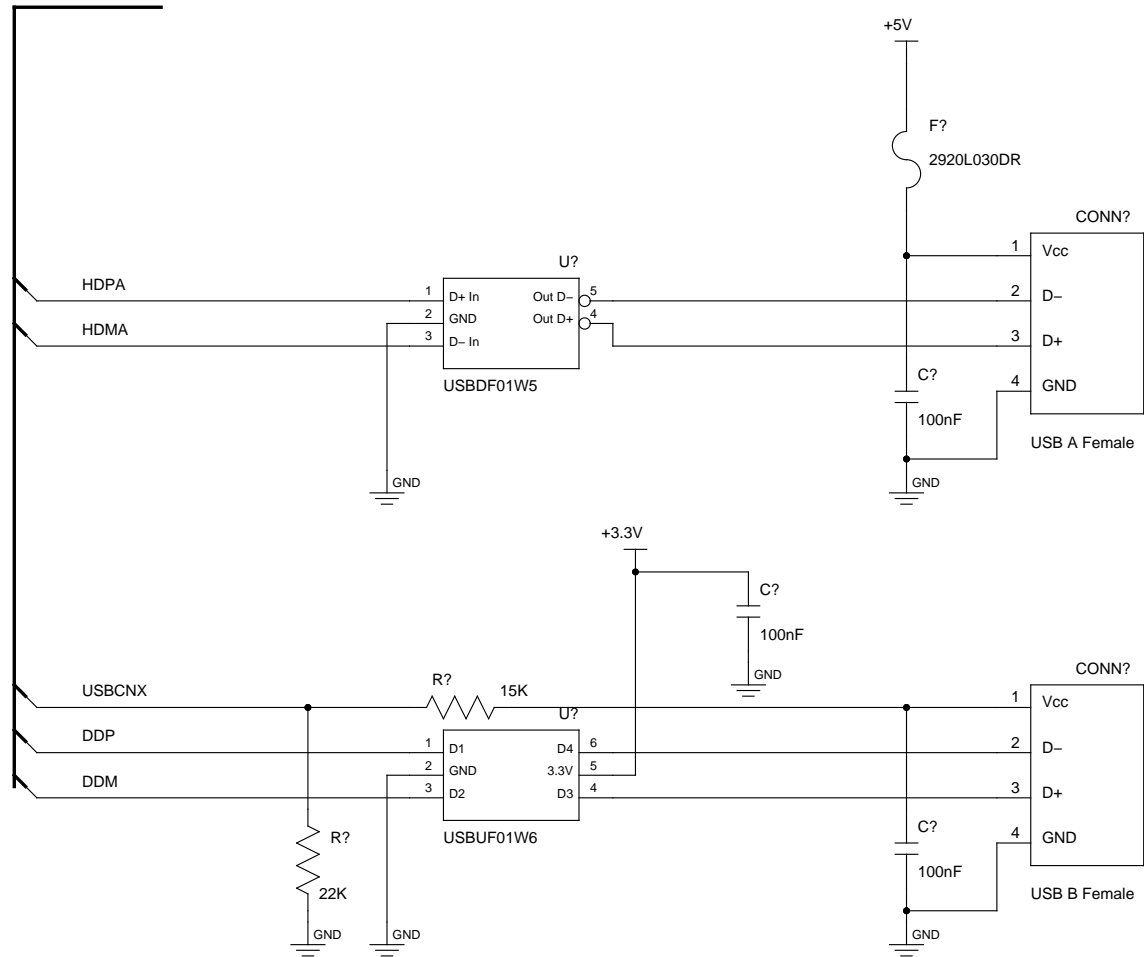 +5V
F?
2920L030DR
CONN?
1 Vcc
HDPA
U?
1 D+ In Out D− 5
2 D−
2 GND Out D+ 4
HDMA
3 D− In
3 D+
USBDF01W5
C?
4 GND
100nF
USB A Female
GND
GND
+3.3V
C?
100nF
GND
CONN?
USBCNX
R?
15K
1 Vcc
U?
DDP
1 D1 D4 6
2 D−
2 GND 3.3V 5
DDM
3 D2 D3 4
3 D+
USBUF01W6
R?
C?
4 GND
22K
100nF
USB B Female
GND
GND
GND